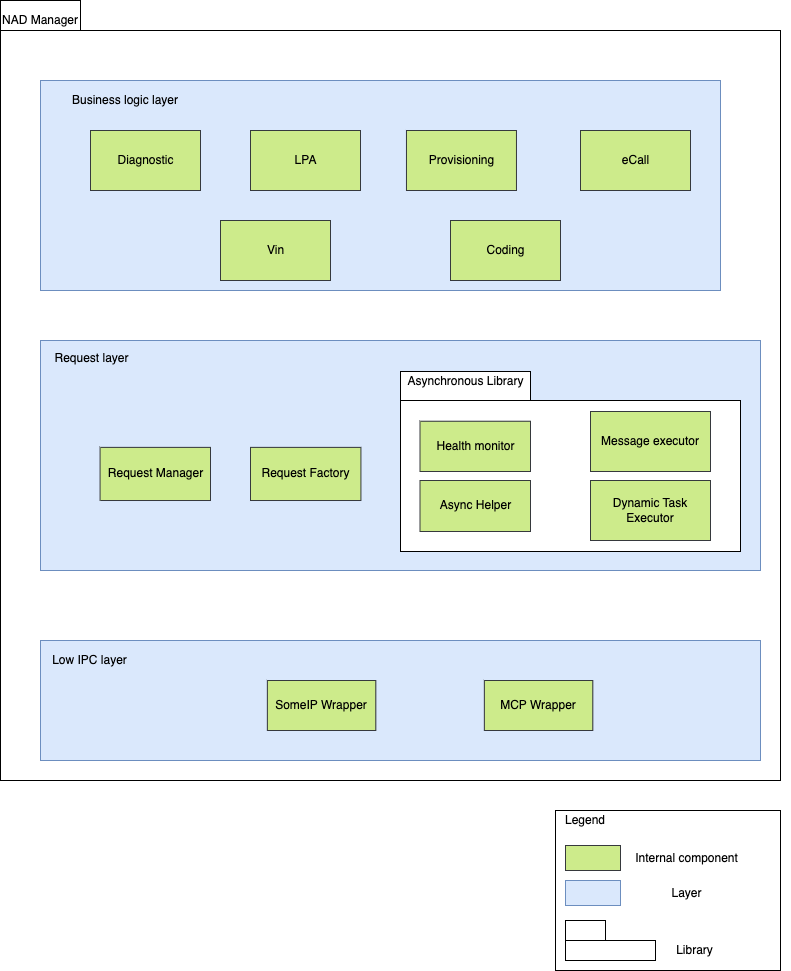 NAD Manager
Business logic layer
Diagnostic
LPA
Provisioning
eCall
Vin
Coding
Request layer
Asynchronous Library
Request Manager
Request Factory
Health monitor
Message executor
Async Helper
Dynamic Task
Executor
Low IPC layer
SomeIP Wrapper
MCP Wrapper
Legend
Internal component
Layer
Library